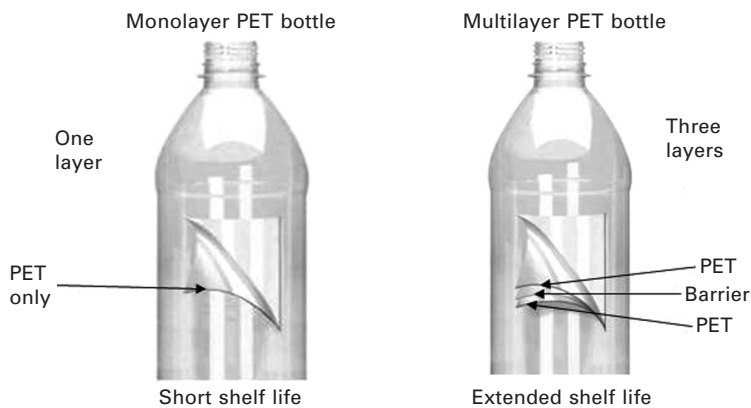 Monolayer PET bottle
Multilayer PET bottle
One
layer
Three
layers
PET
only
PET
Barrier
PET
Short shelf life
Extended shelf life